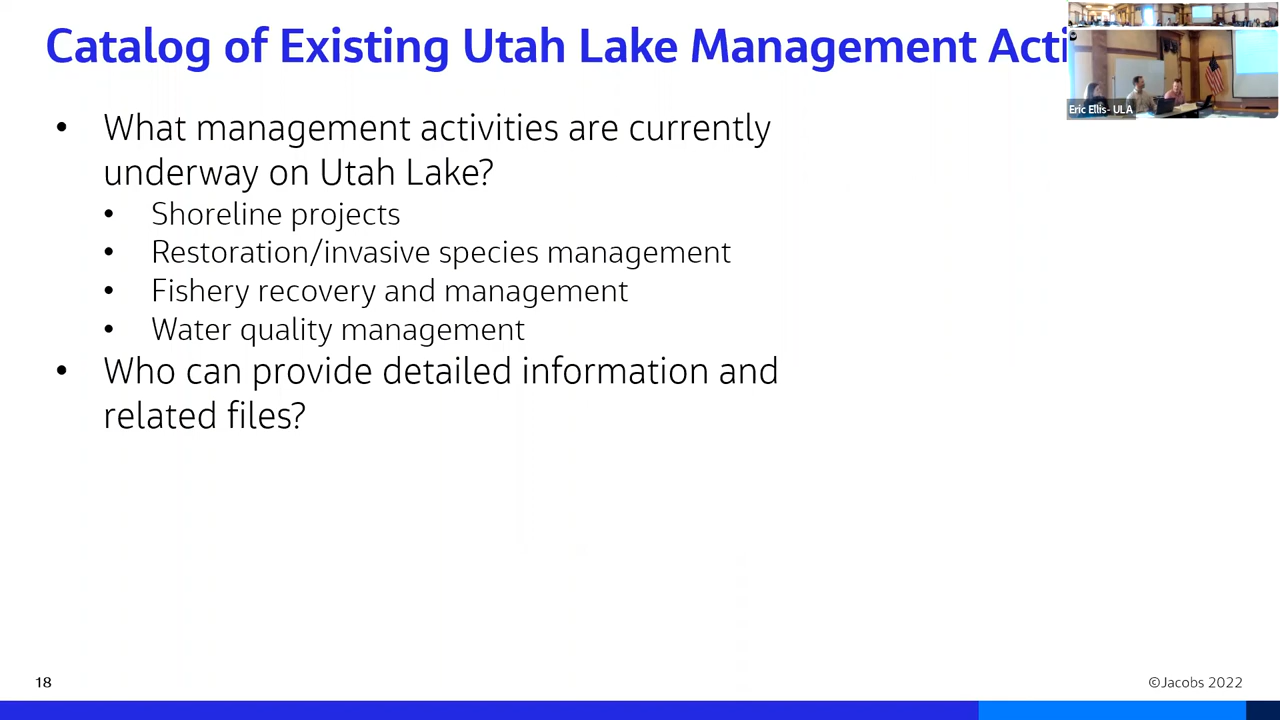 Catalog of Existing Utah Lake Management Acti
Eric Ellis- ULA
• What management activities are currently
underway on Utah Lake?
• Shoreline projects
• Restoration/invasive species management
• Fishery recovery and management
• Water quality management
• Who can provide detailed information and
related files?
18
©Jacobs 2022